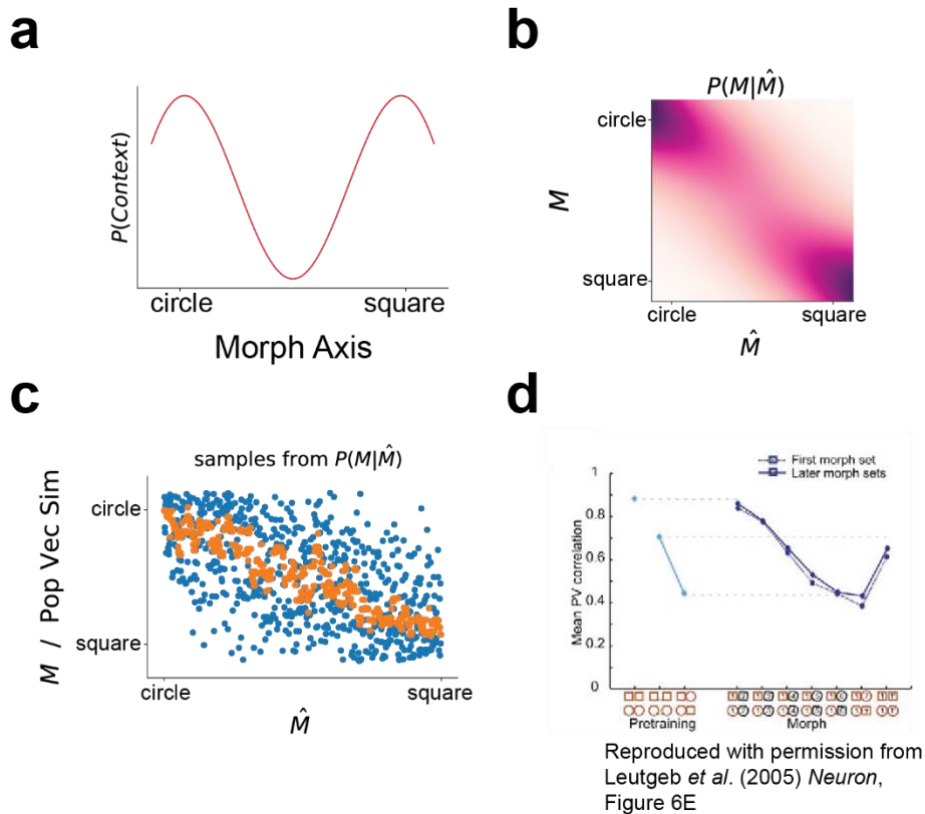 a
P(Context)
circle
square
Morph Axis
b
P(M|M̂)
circle
M
square
circle
square
M̂
c
samples from P(M|M̂)
circle
M / Pop Vec Sim
square
circle
square
M̂
d
First morph set
Later morph sets
1
0.8
0.6
0.4
0.2
0
Mean PV correlation
Pretraining
Morph
Reproduced with permission from
Leutgeb et al. (2005) Neuron,
Figure 6E